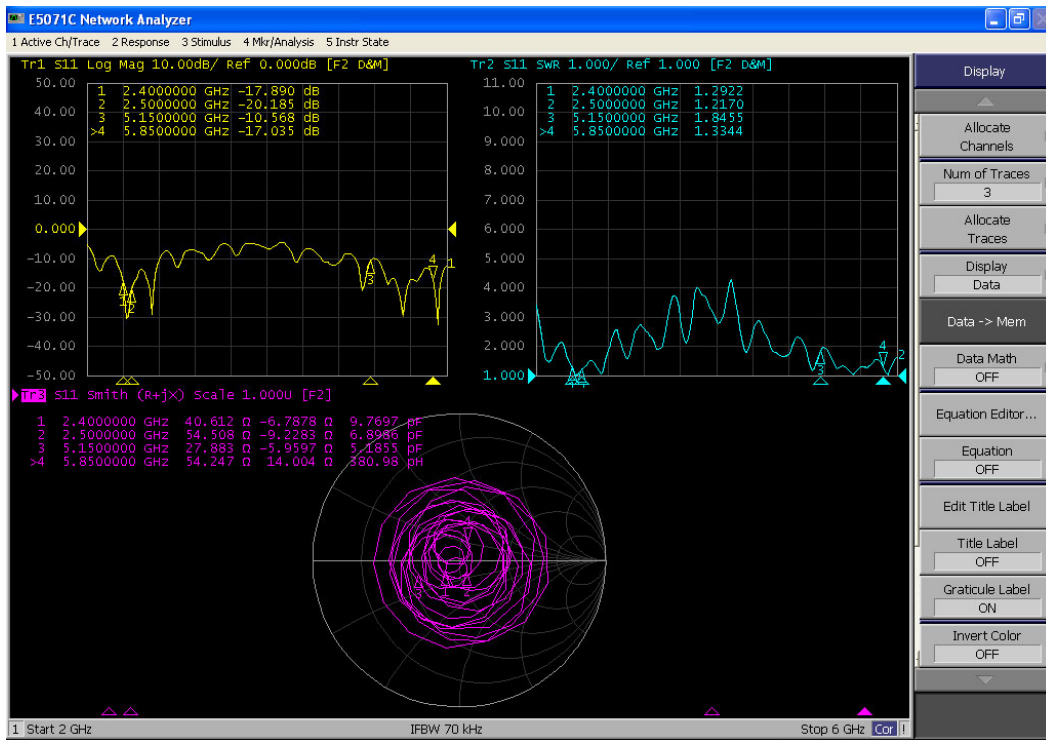 E5071C Network Analyzer
1 Active Ch/Trace 2 Response 3 Stimulus 4 Mkr/Analysis 5 Instr State
Tr1 S11 Log Mag 10.00dB/ Ref 0.000dB [F2 D&M]
50.00
40.00
30.00
20.00
10.00
0.000
-10.00
-20.00
-30.00
-40.00
-50.00
1 2.4000000 GHz -17.890 dB
2 2.5000000 GHz -20.185 dB
3 5.1500000 GHz -10.568 dB
>4 5.8500000 GHz -17.035 dB
1
2
3
4
1
Tr2 S11 SWR 1.000/ Ref 1.000 [F2 D&M]
11.00
10.00
9.000
8.000
7.000
6.000
5.000
4.000
3.000
2.000
1.000
1 2.4000000 GHz 1.2922
2 2.5000000 GHz 1.2170
3 5.1500000 GHz 1.8455
>4 5.8500000 GHz 1.3344
3
4
2
Tr3 S11 Smith (R+jX) Scale 1.000U [F2]
1 2.4000000 GHz 40.612 Ω -6.7878 Ω 9.7697 pF
2 2.5000000 GHz 54.508 Ω -9.2283 Ω 6.8986 pF
3 5.1500000 GHz 27.883 Ω -5.9597 Ω 5.1855 pF
>4 5.8500000 GHz 54.247 Ω 14.004 Ω 380.98 pH
1 Start 2 GHz
IFBW 70 kHz
Stop 6 GHz Cor !
Display
Allocate
Channels
Num of Traces
3
Allocate
Traces
Display
Data
Data -> Mem
Data Math
OFF
Equation Editor...
Equation
OFF
Edit Title Label
Title Label
OFF
Graticule Label
ON
Invert Color
OFF